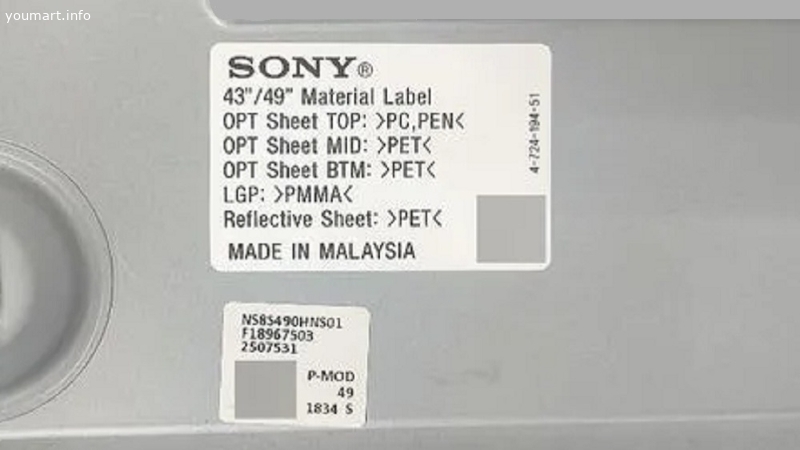 youmart.info
SONY®
43"/49" Material Label
OPT Sheet TOP: >PC,PEN<
OPT Sheet MID: >PET<
OPT Sheet BTM: >PET<
LGP: >PMMA<
Reflective Sheet: >PET<
MADE IN MALAYSIA
4-724-194-51
NS8S490HNS01
F18967503
2507531
P-MOD
49
1834 S